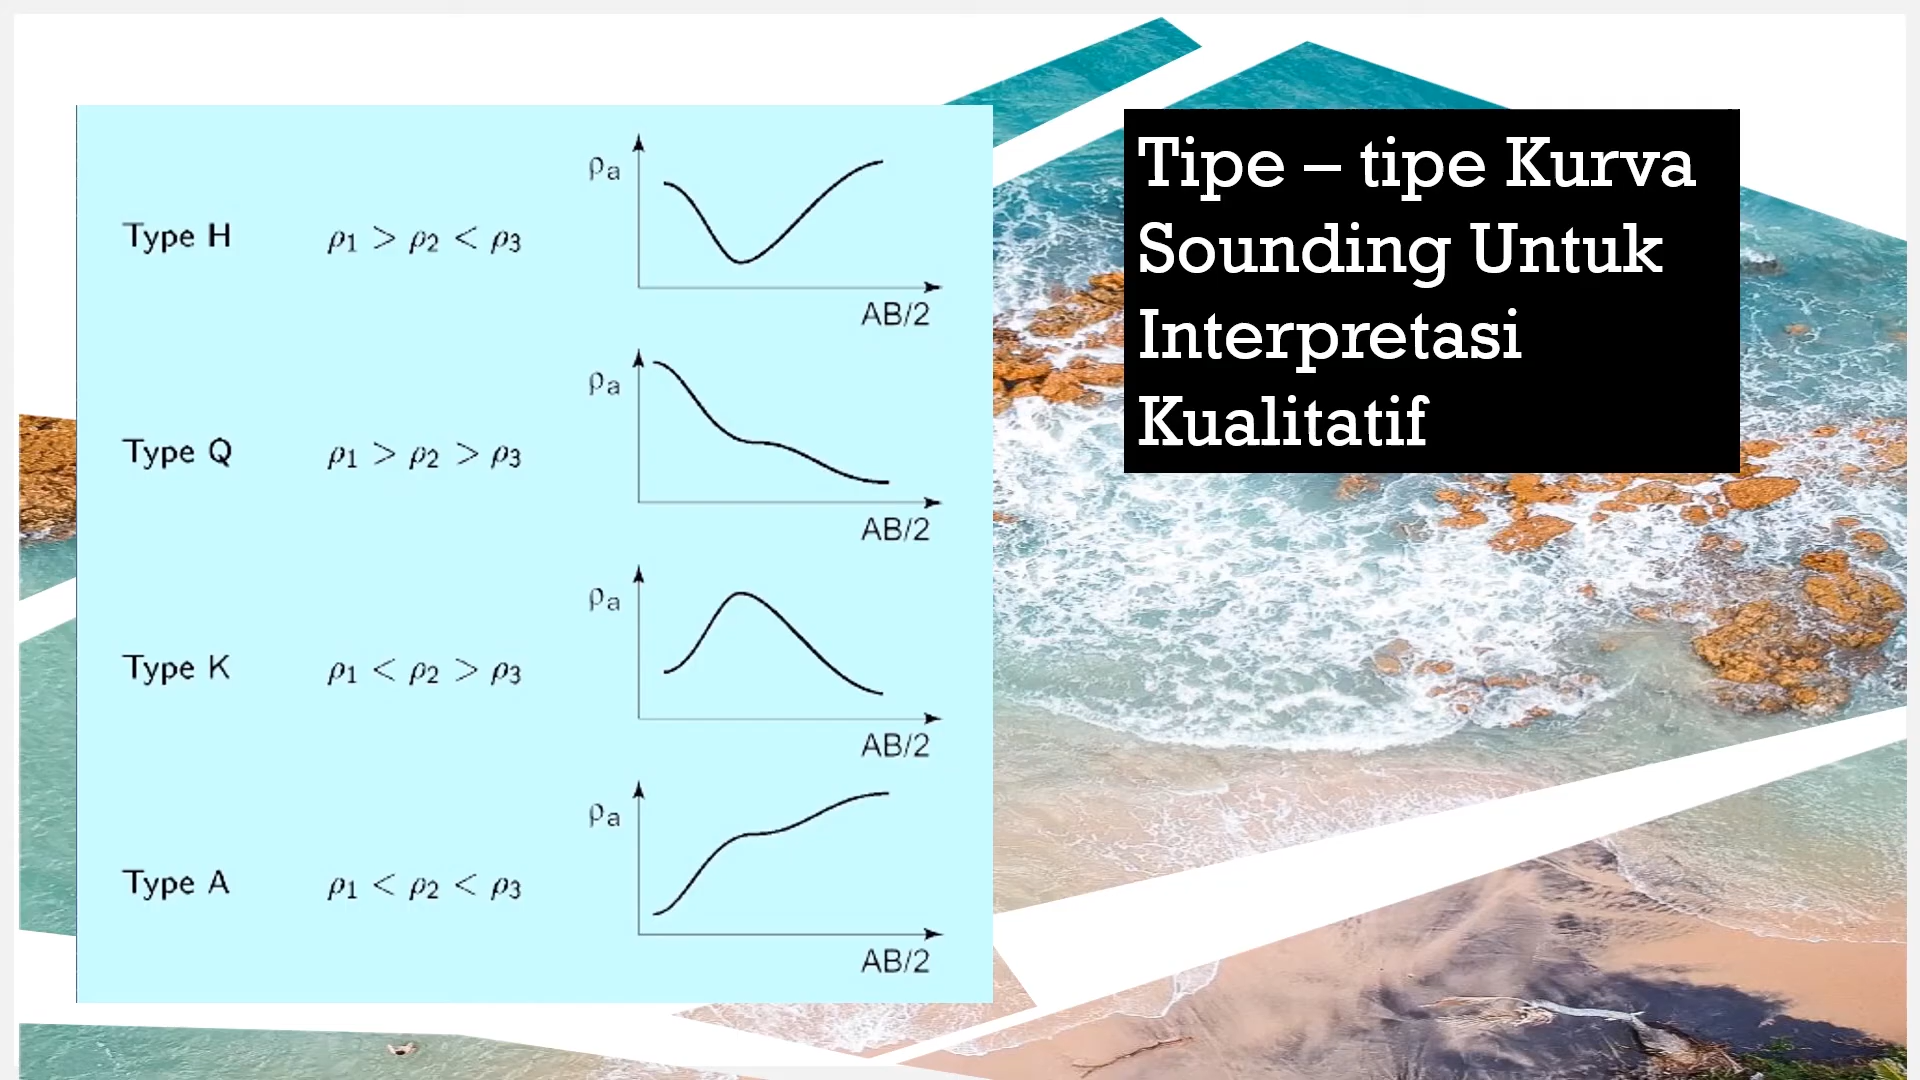 Tipe – tipe Kurva
Sounding Untuk
Interpretasi
Kualitatif
ρa
Type H ρ1 > ρ2 < ρ3
AB/2
ρa
Type Q ρ1 > ρ2 > ρ3
AB/2
ρa
Type K ρ1 < ρ2 > ρ3
AB/2
ρa
Type A ρ1 < ρ2 < ρ3
AB/2